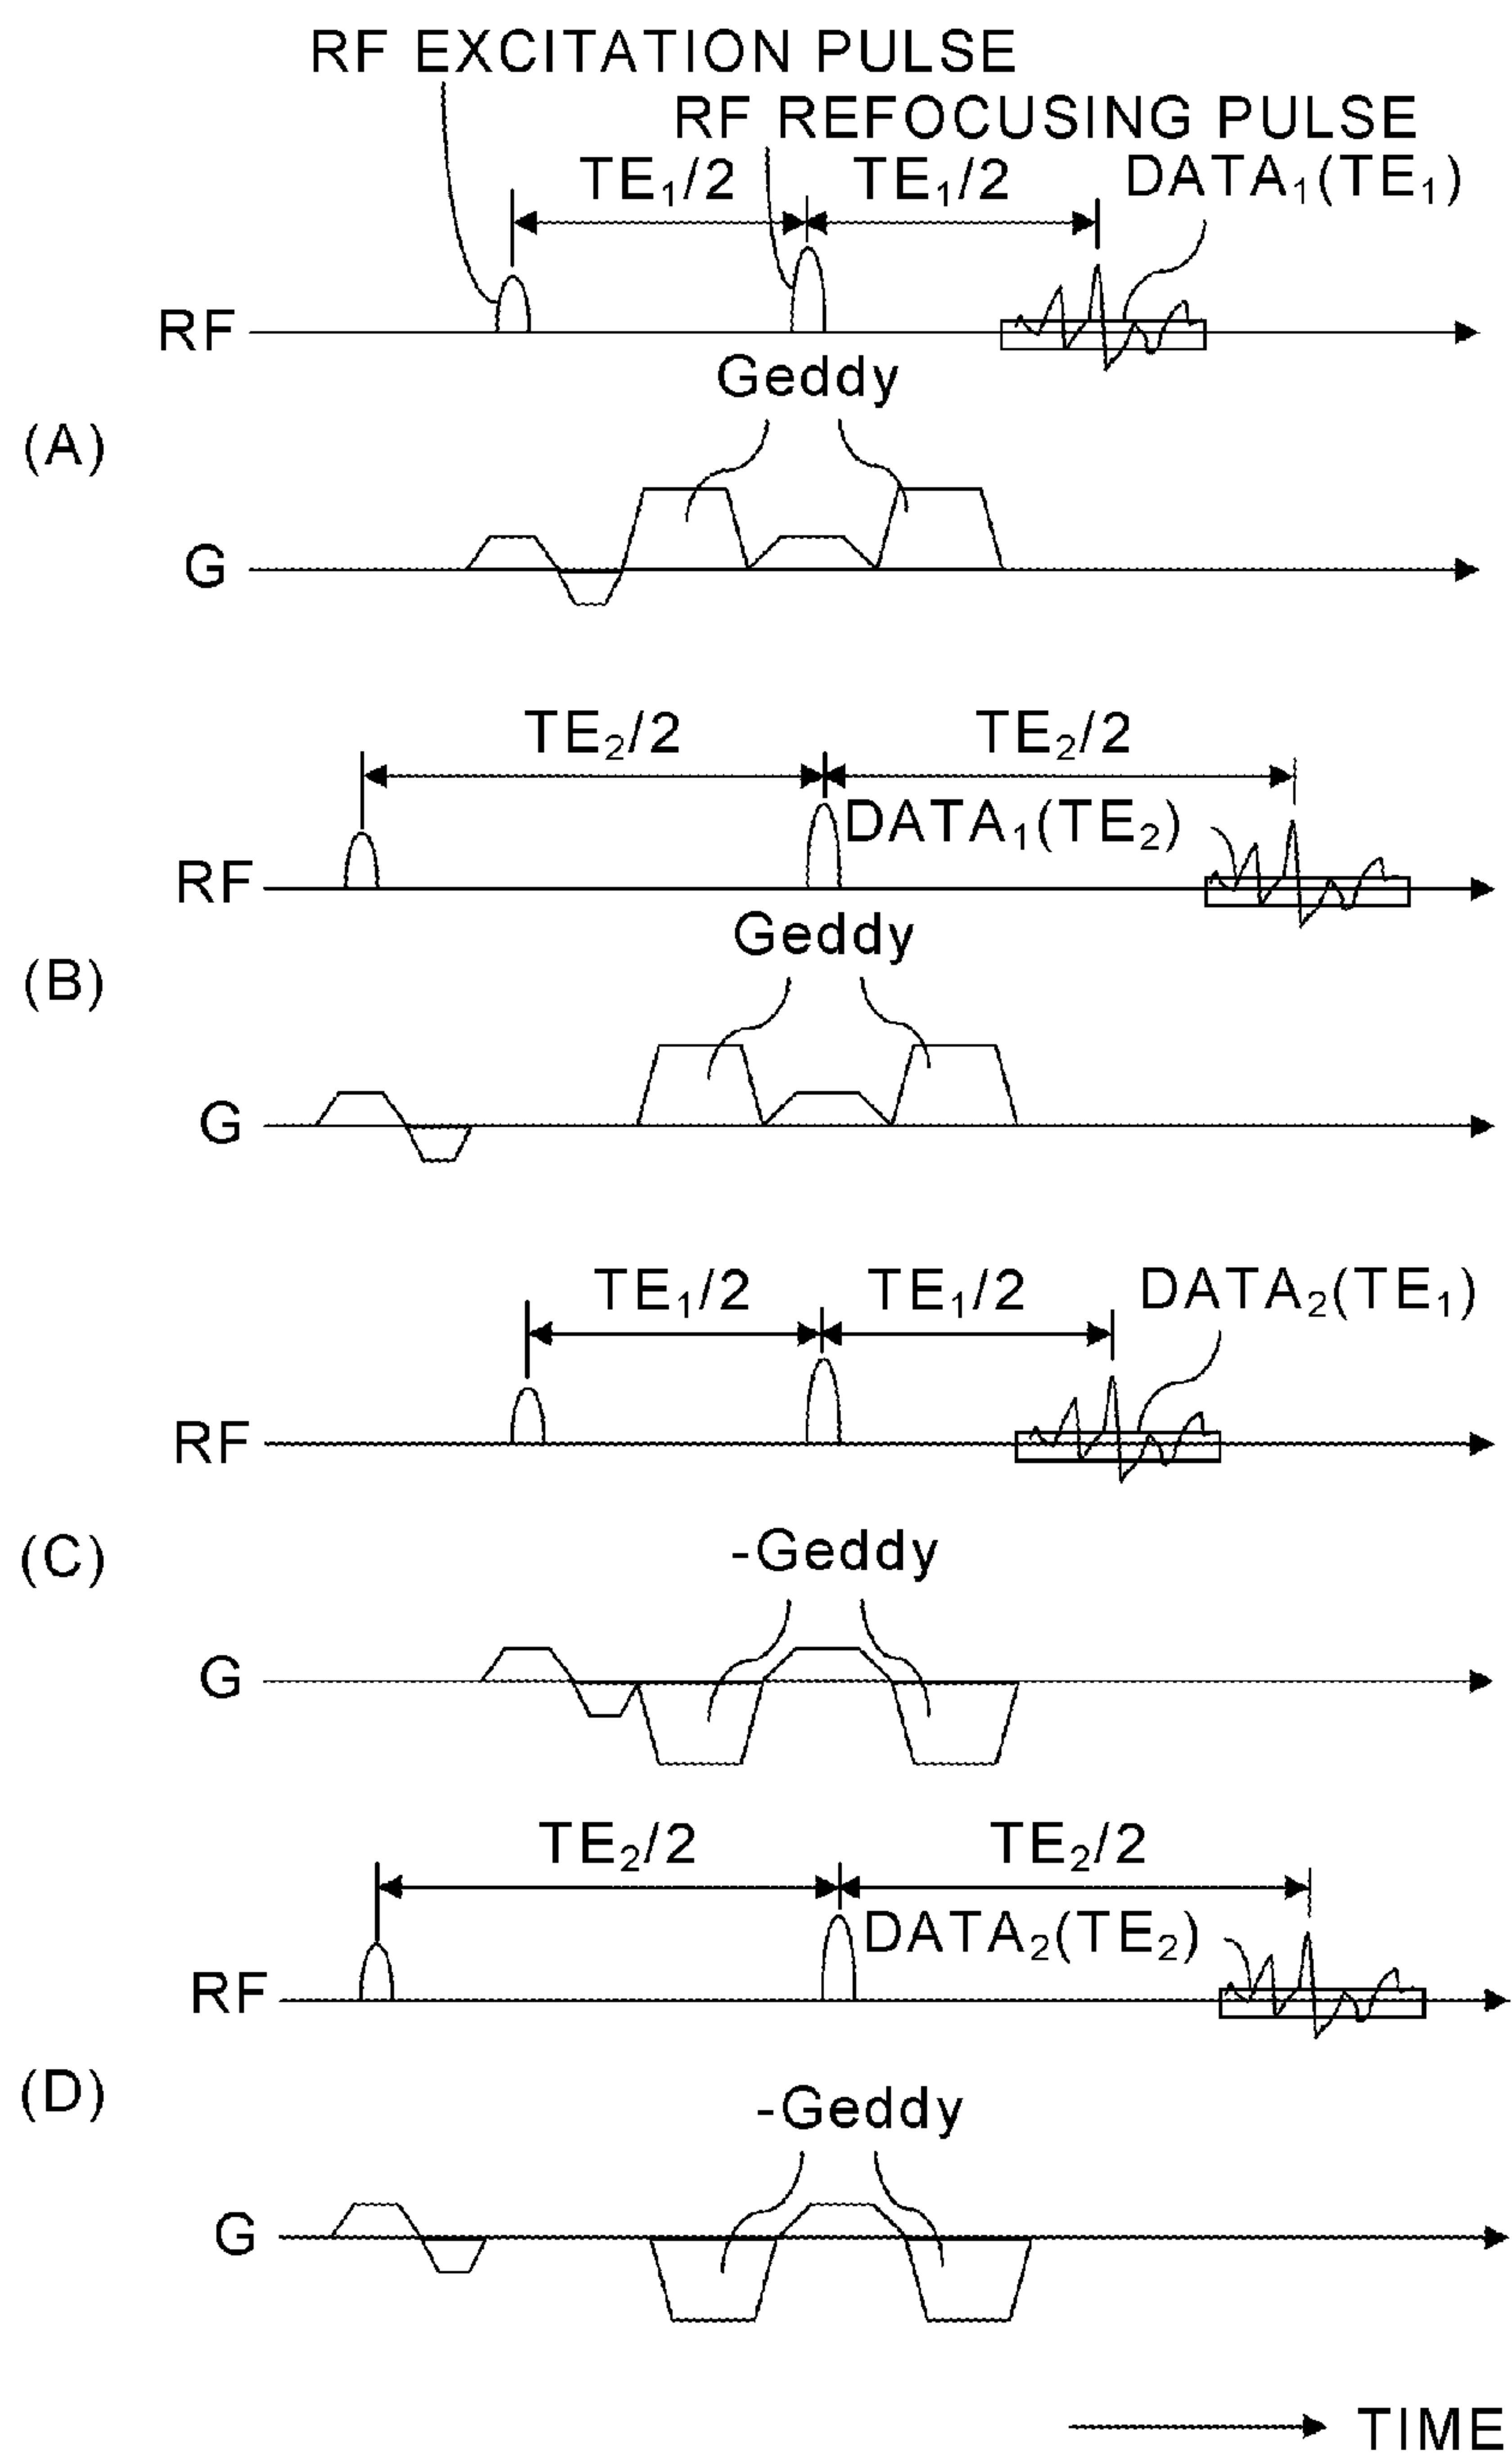 RF EXCITATION PULSE
RF REFOCUSING PULSE
TE₁/2 TE₁/2 DATA₁(TE₁)
RF
Geddy
(A)
G
TE₂/2 TE₂/2
DATA₁(TE₂)
RF
Geddy
(B)
G
TE₁/2 TE₁/2 DATA₂(TE₁)
RF
-Geddy
(C)
G
TE₂/2 TE₂/2
DATA₂(TE₂)
RF
(D)
-Geddy
G
TIME